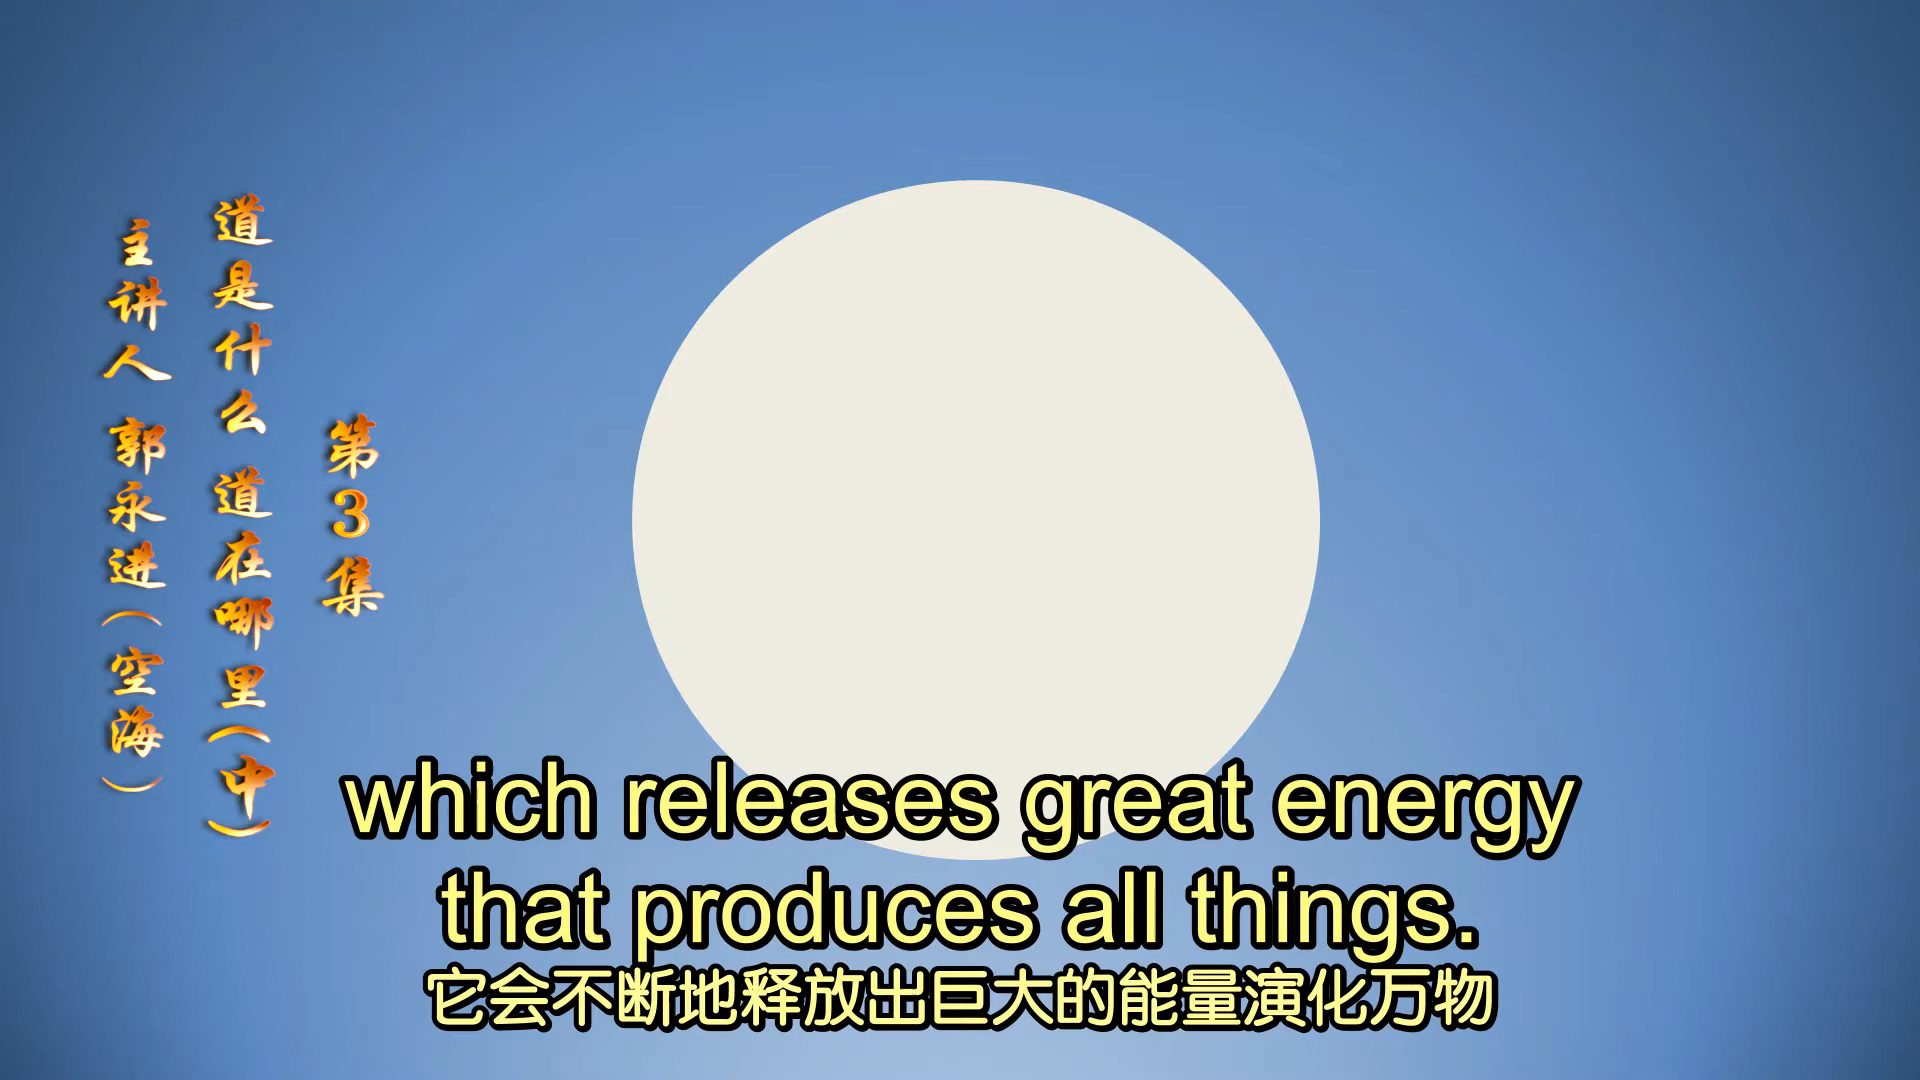 第3集
道是什么 道在哪里(中)
主讲人 郭永进(空海)
which releases great energy
that produces all things.
它会不断地释放出巨大的能量演化万物